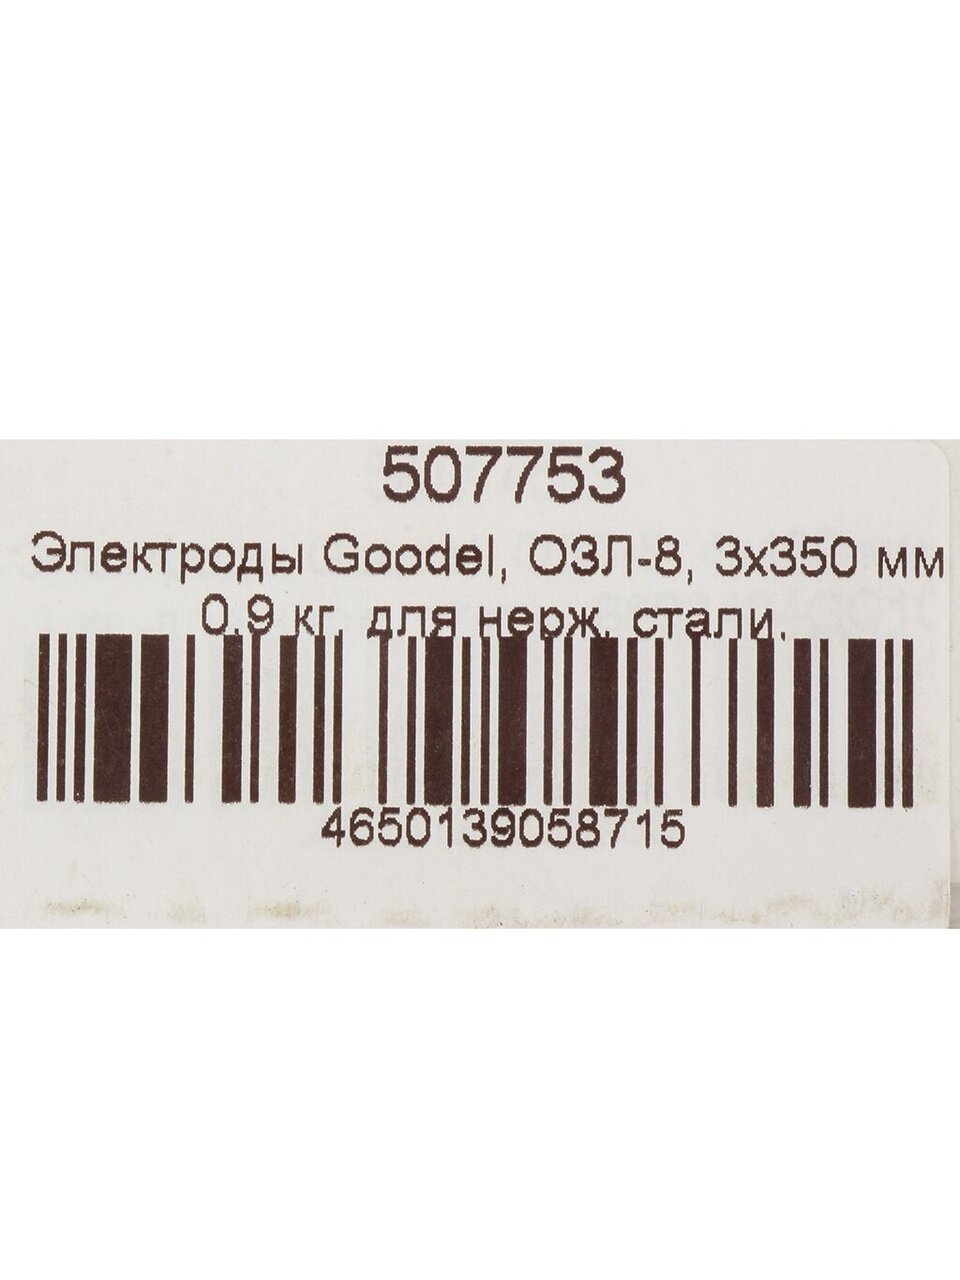 507753
Электроды Goodel, ОЗЛ-8, 3х350 мм
0,9 кг, для нерж. стали.
4650139058715